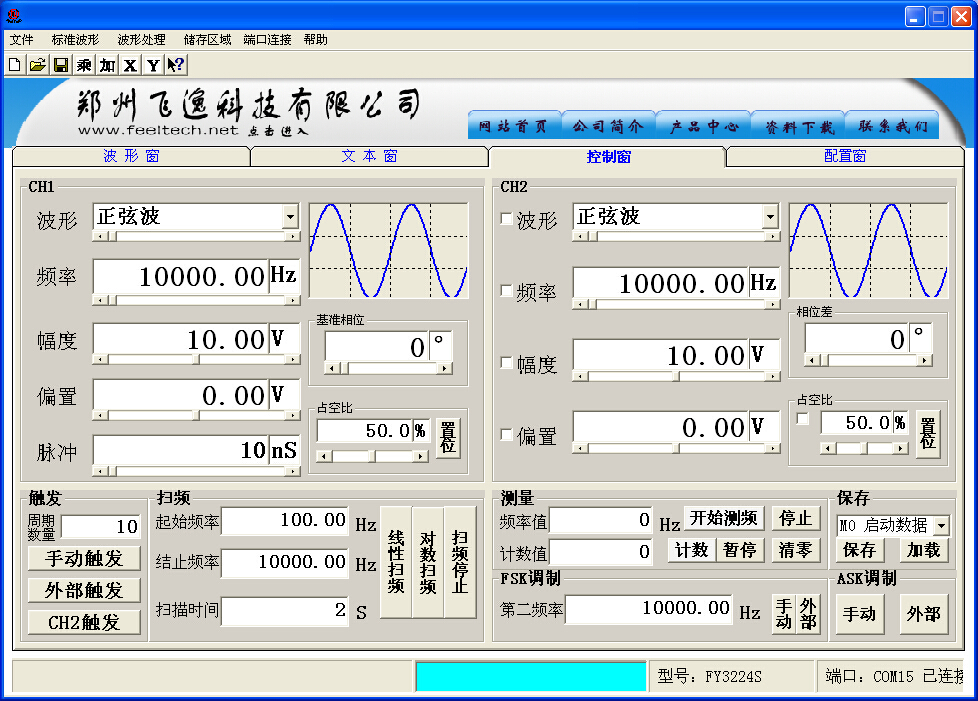 文件 标准波形 波形处理 储存区域 端口连接 帮助
乘 加 X Y ?
郑州飞逸科技有限公司
www.feeltech.net 点击进入
网站首页 公司简介 产品中心 资料下载 联系我们
波形窗 文本窗 控制窗 配置窗
CH1
波形 正弦波
频率 10000.00 Hz
幅度 10.00 V
偏置 0.00 V
脉冲 10 nS
基准相位
0 °
占空比
50.0 % 置位
CH2
波形 正弦波
频率 10000.00 Hz
幅度 10.00 V
偏置 0.00 V
相位差
0 °
占空比
50.0 % 置位
触发
周期数量 10
手动触发
外部触发
CH2触发
扫频
起始频率 100.00 Hz
结止频率 10000.00 Hz
扫描时间 2 S
线性扫频 对数扫频 扫频停止
测量
频率值 0 Hz 开始测频 停止
计数值 0 计数 暂停 清零
FSK调制
第二频率 10000.00 Hz 手动 外部
保存
M0 启动数据
保存 加载
ASK调制
手动 外部
型号: FY3224S 端口: COM15 已连接